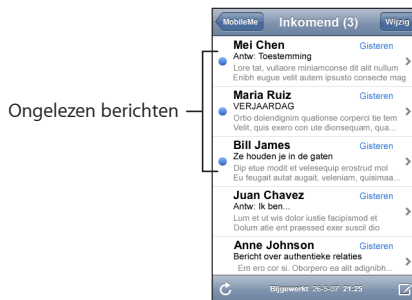 MobileMe Inkomend (3) Wijzig
Ongelezen berichten
Mei Chen Gisteren
Antw: Toestemming
Lore tat, vullaore miniamconse dit alit nullum
Enibh eugue velit autem ipsusto consecte mag
Maria Ruiz Gisteren
VERJAARDAG
Ortio dolendignim quationse corperci tie tem
Velit, quis exero con ute dionsequam, qua...
Bill James Gisteren
Ze houden je in de gaten
Dip etue modit et velesequip erostrud mol
Eu feugait autat augait, veleniam, quisimaa...
Juan Chavez Gisteren
Antw: Ik ben...
Lum et ut wis dolor iustie facipismod et
Dolum atie ent praessed exer suscil dio
Anne Johnson Gisteren
Bericht over authentieke relaties
Em ero cor si. Oborpero ea alit adignibh...
Bijgewerkt 26-5-07 21:25